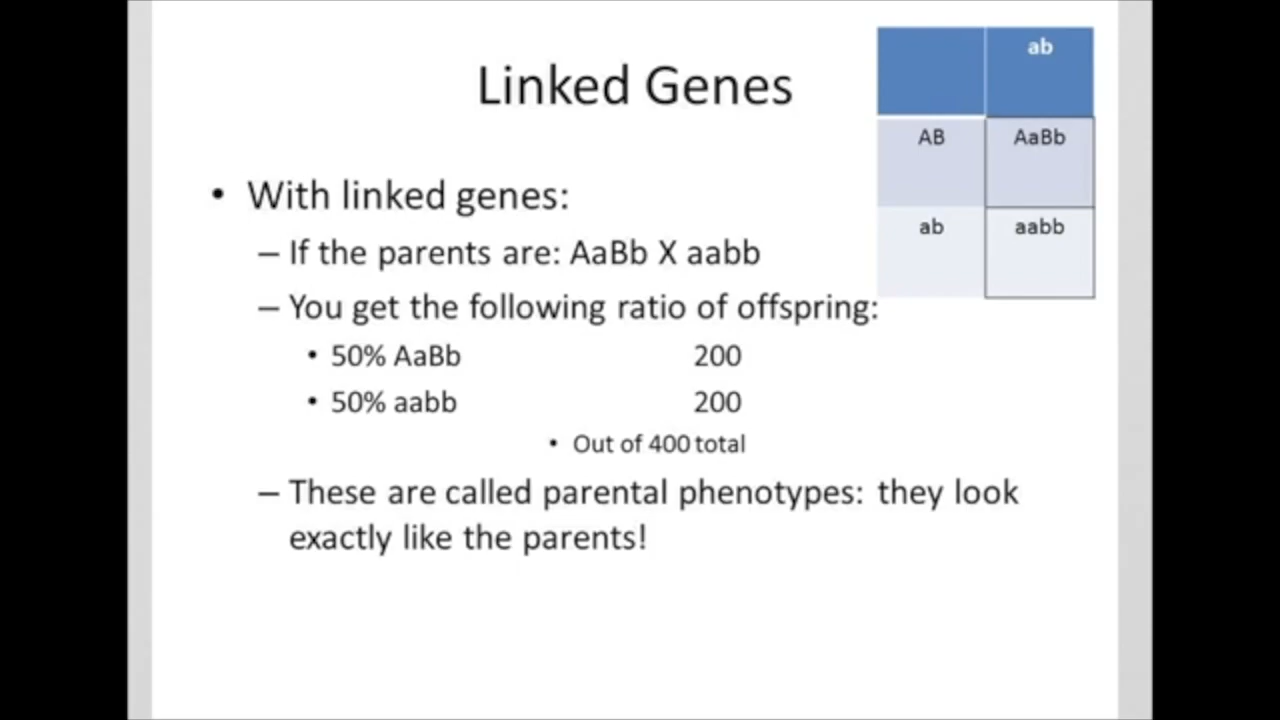 Linked Genes
ab
AB AaBb
ab aabb
• With linked genes:
– If the parents are: AaBb X aabb
– You get the following ratio of offspring:
• 50% AaBb 200
• 50% aabb 200
• Out of 400 total
– These are called parental phenotypes: they look
exactly like the parents!